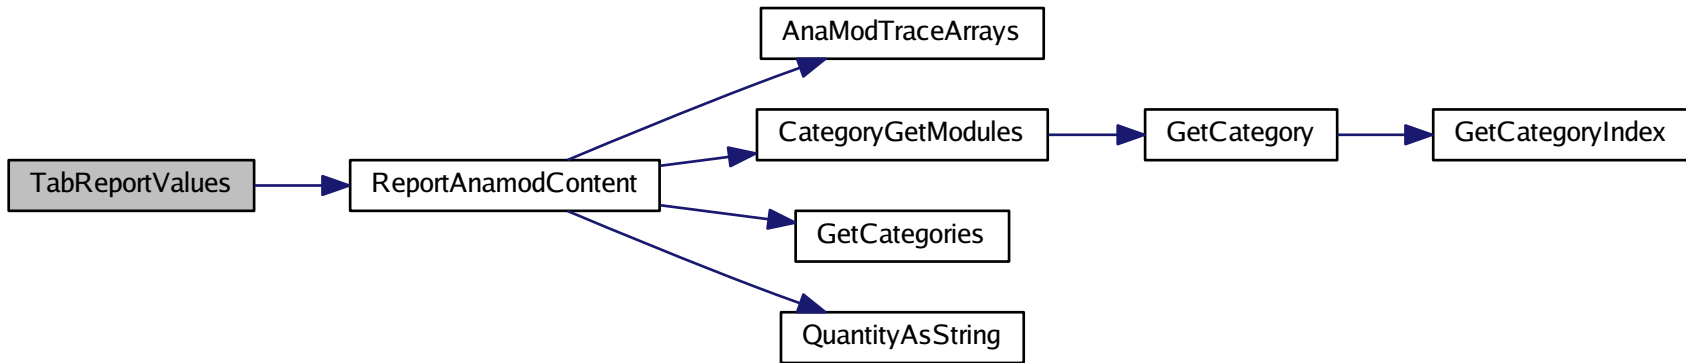 AnaModTraceArrays
CategoryGetModules
GetCategory
GetCategoryIndex
TabReportValues
ReportAnamodContent
GetCategories
QuantityAsString